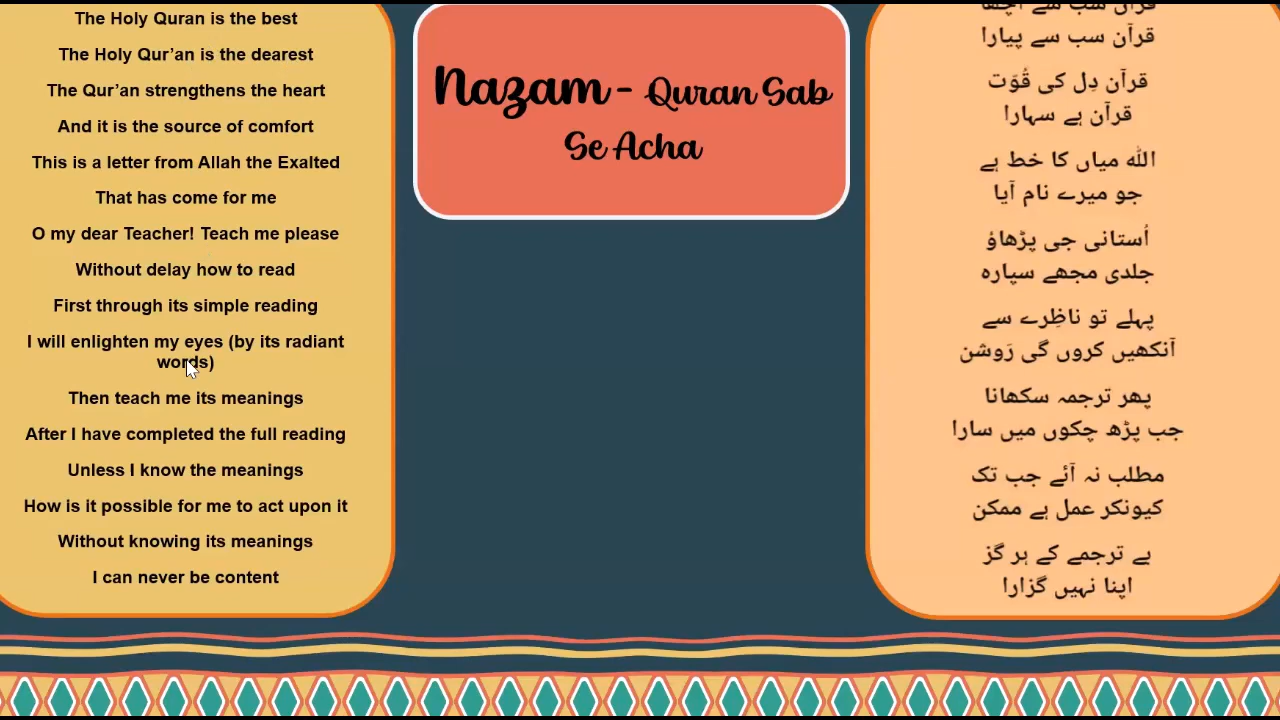 The Holy Quran is the best
The Holy Qur’an is the dearest
The Qur’an strengthens the heart
And it is the source of comfort
This is a letter from Allah the Exalted
That has come for me
O my dear Teacher! Teach me please
Without delay how to read
First through its simple reading
I will enlighten my eyes (by its radiant
words)
Then teach me its meanings
After I have completed the full reading
Unless I know the meanings
How is it possible for me to act upon it
Without knowing its meanings
I can never be content
Nazam - Quran Sab
Se Acha
قرآن سب سے اچھا
قرآن سب سے پیارا
قرآن دِل کی قُوَت
قرآن ہے سہارا
اللہ میاں کا خط ہے
جو میرے نام آیا
اُستانی جی پڑھاؤ
جلدی مجھے سپارہ
پہلے تو ناظِرے سے
آنکھیں کروں گی رَوشن
پھر ترجمہ سکھانا
جب پڑھ چکوں میں سارا
مطلب نہ آئے جب تک
کیونکر عمل ہے ممکن
بے ترجمے کے ہر گز
اپنا نہیں گزارا